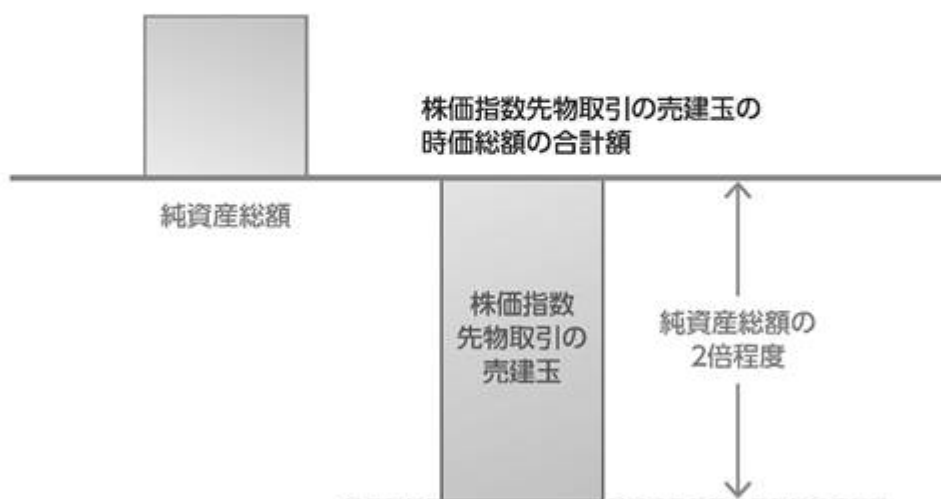 株価指数先物取引の売建玉の
時価総額の合計額
純資産総額
株価指数
先物取引の
売建玉
純資産総額の
2倍程度